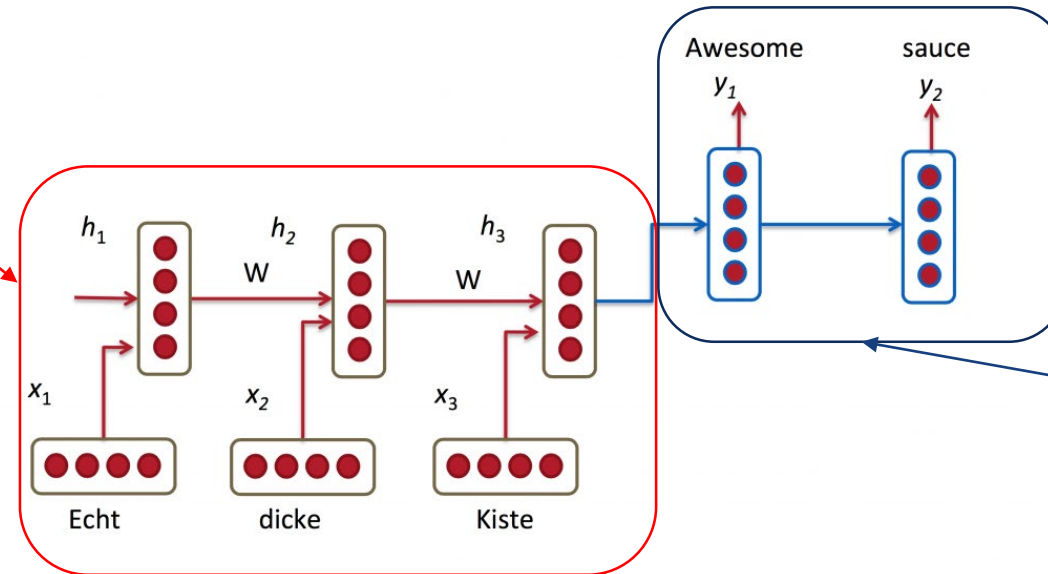 Awesome sauce
y1 y2
h1 h2 h3
W W
x1 x2 x3
Echt dicke Kiste